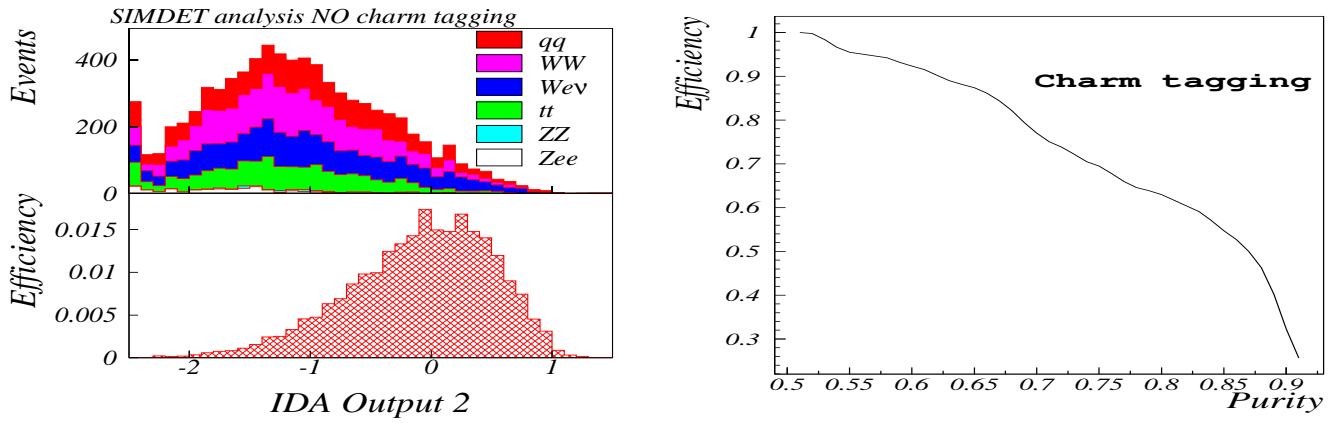 SIMDET analysis NO charm tagging
Events
400
200
0
qq
WW
Weν
tt
ZZ
Zee
Efficiency
0.015
0.01
0.005
0
-2
-1
0
1
IDA Output 2
Efficiency
1
0.9
0.8
0.7
0.6
0.5
0.4
0.3
Charm tagging
0.5
0.55
0.6
0.65
0.7
0.75
0.8
0.85
0.9
Purity